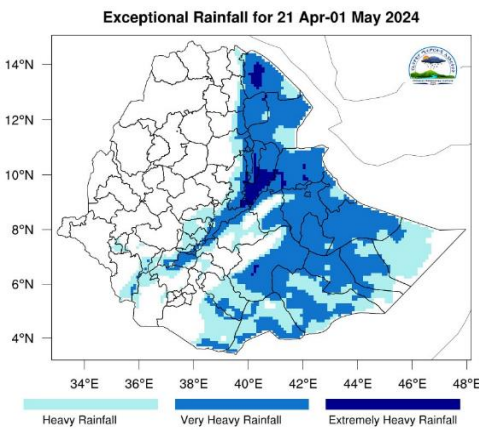 Exceptional Rainfall for 21 Apr-01 May 2024
14°N
12°N
10°N
8°N
6°N
4°N
34°E 36°E 38°E 40°E 42°E 44°E 46°E 48°E
Heavy Rainfall Very Heavy Rainfall Extremely Heavy Rainfall